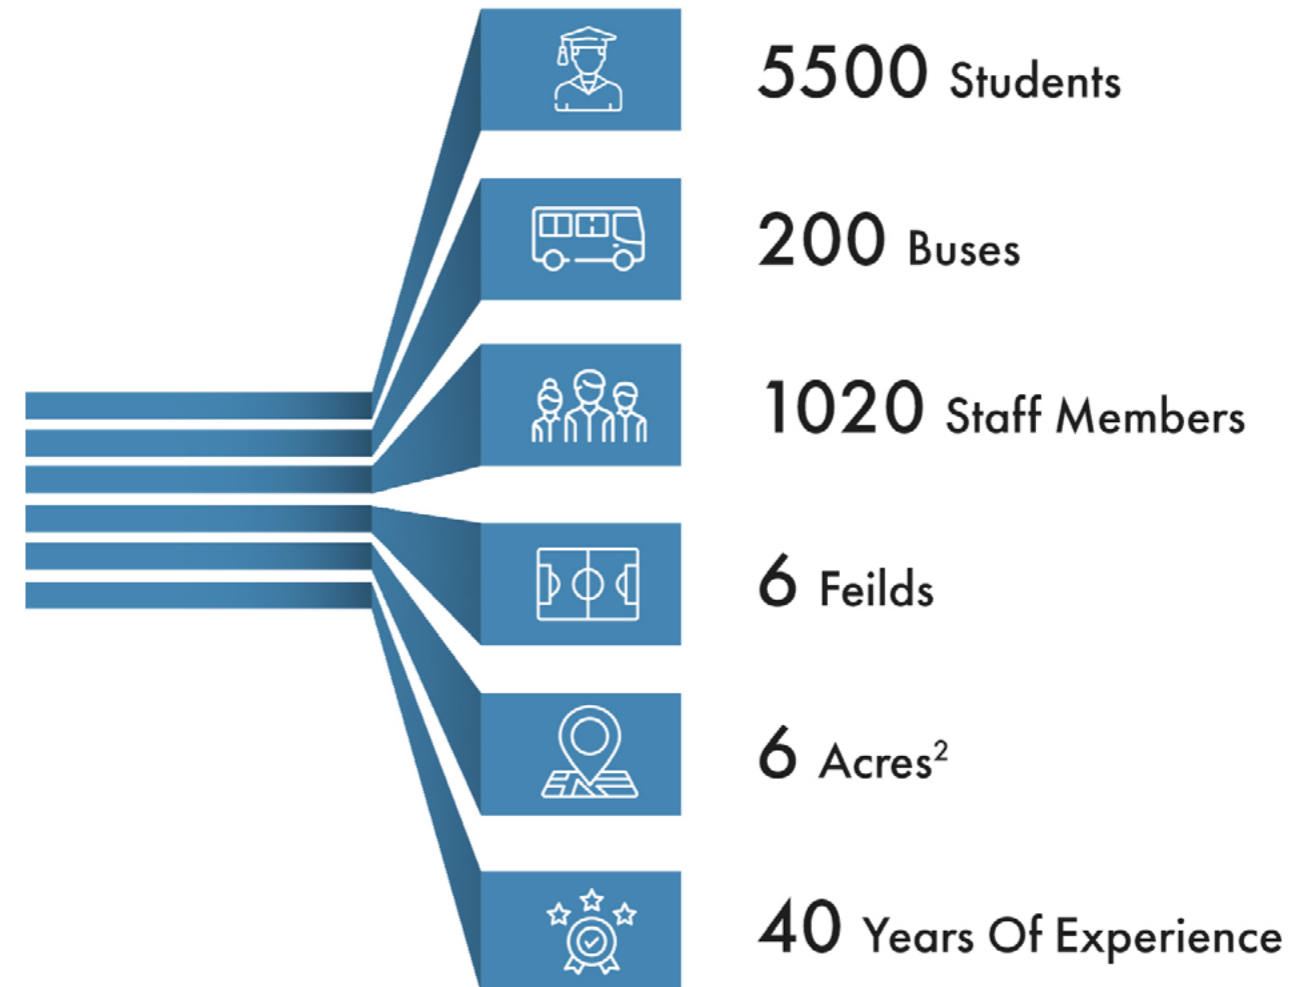 5500 Students
200 Buses
1020 Staff Members
6 Feilds
6 Acres²
40 Years Of Experience